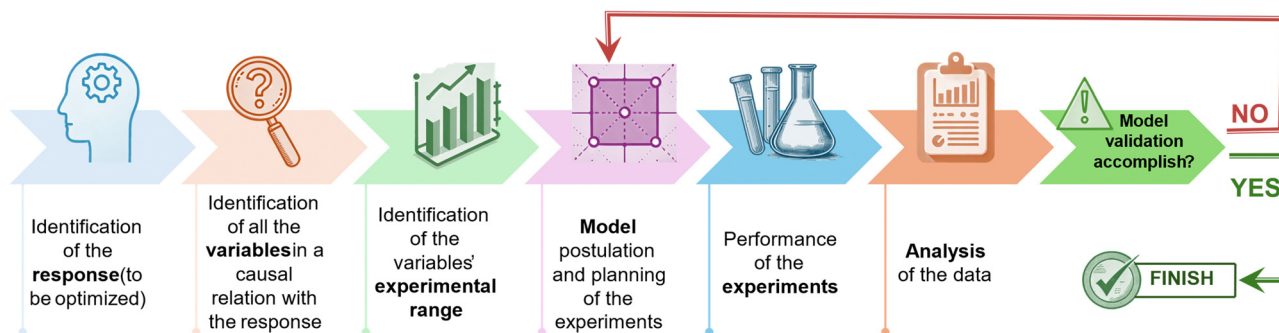 Identification
of the
response(to
be optimized)
Identification
of all the
variables in a
causal
relation with
the response
Identification
of the
variables'
experimental
range
Model
postulation
and planning
of the
experiments
Performance
of the
experiments
Analysis
of the data
Model
validation
accomplish?
NO
YES
FINISH